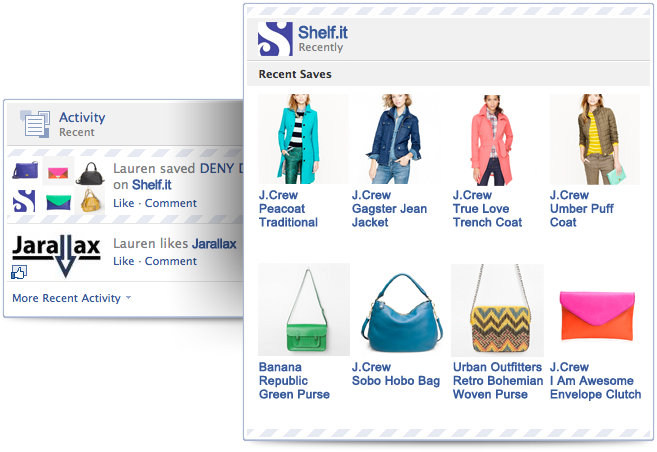 Activity
Recent
Lauren saved DENY D
on Shelf.it
Like · Comment
Jarallax
Lauren likes Jarallax
Like · Comment
More Recent Activity
S
Shelf.it
Recently
Recent Saves
J.Crew
Peacoat
Traditional
J.Crew
Gagster Jean
Jacket
J.Crew
True Love
Trench Coat
J.Crew
Umber Puff
Coat
Banana
Republic
Green Purse
J.Crew
Sobo Hobo Bag
Urban Outfitters
Retro Bohemian
Woven Purse
J.Crew
I Am Awesome
Envelope Clutch